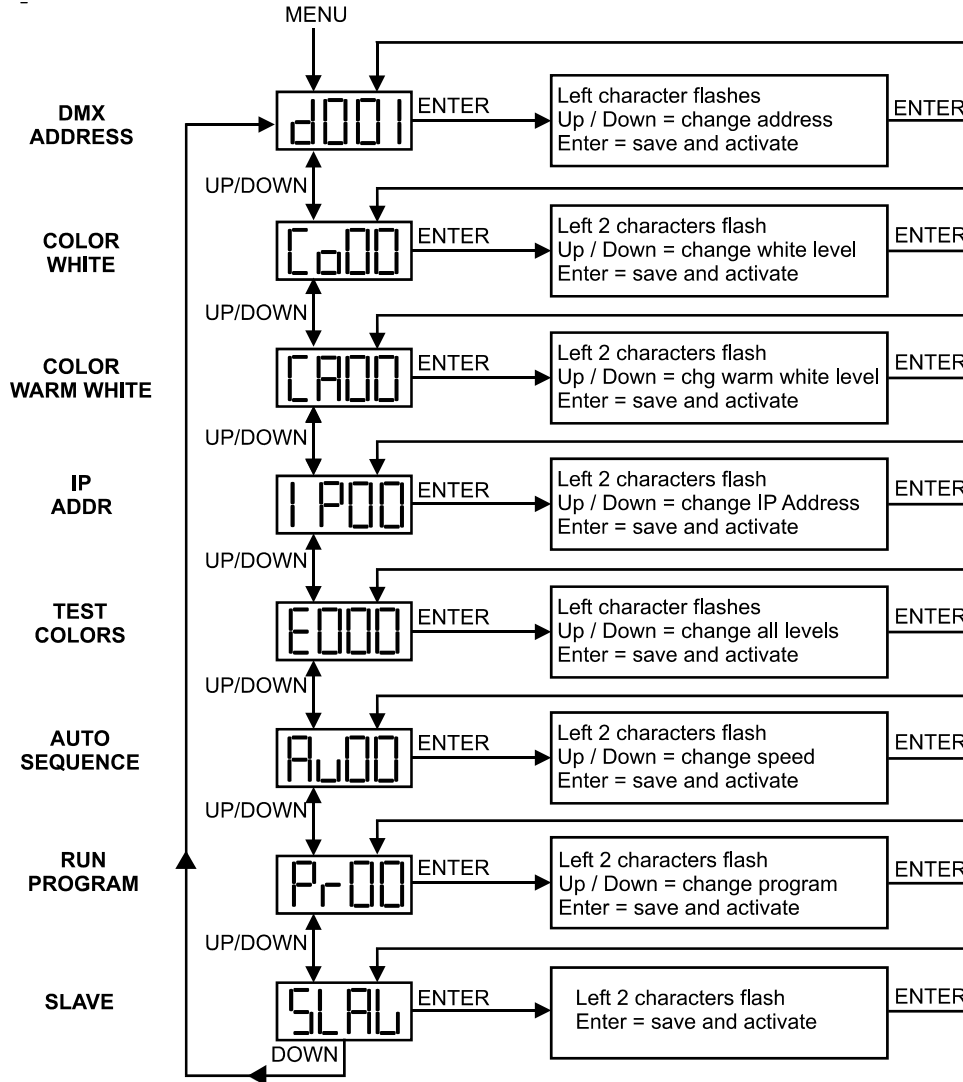 MENU
DMX
ADDRESS
d001
ENTER
Left character flashes
Up / Down = change address
Enter = save and activate
ENTER
UP/DOWN
COLOR
WHITE
Co00
ENTER
Left 2 characters flash
Up / Down = change white level
Enter = save and activate
ENTER
UP/DOWN
COLOR
WARM WHITE
CA00
ENTER
Left 2 characters flash
Up / Down = chg warm white level
Enter = save and activate
ENTER
UP/DOWN
IP
ADDR
IP00
ENTER
Left 2 characters flash
Up / Down = change IP Address
Enter = save and activate
ENTER
UP/DOWN
TEST
COLORS
E000
ENTER
Left character flashes
Up / Down = change all levels
Enter = save and activate
ENTER
UP/DOWN
AUTO
SEQUENCE
Au00
ENTER
Left 2 characters flash
Up / Down = change speed
Enter = save and activate
ENTER
UP/DOWN
RUN
PROGRAM
Pr00
ENTER
Left 2 characters flash
Up / Down = change program
Enter = save and activate
ENTER
UP/DOWN
SLAVE
SLAU
ENTER
Left 2 characters flash
Enter = save and activate
ENTER
DOWN